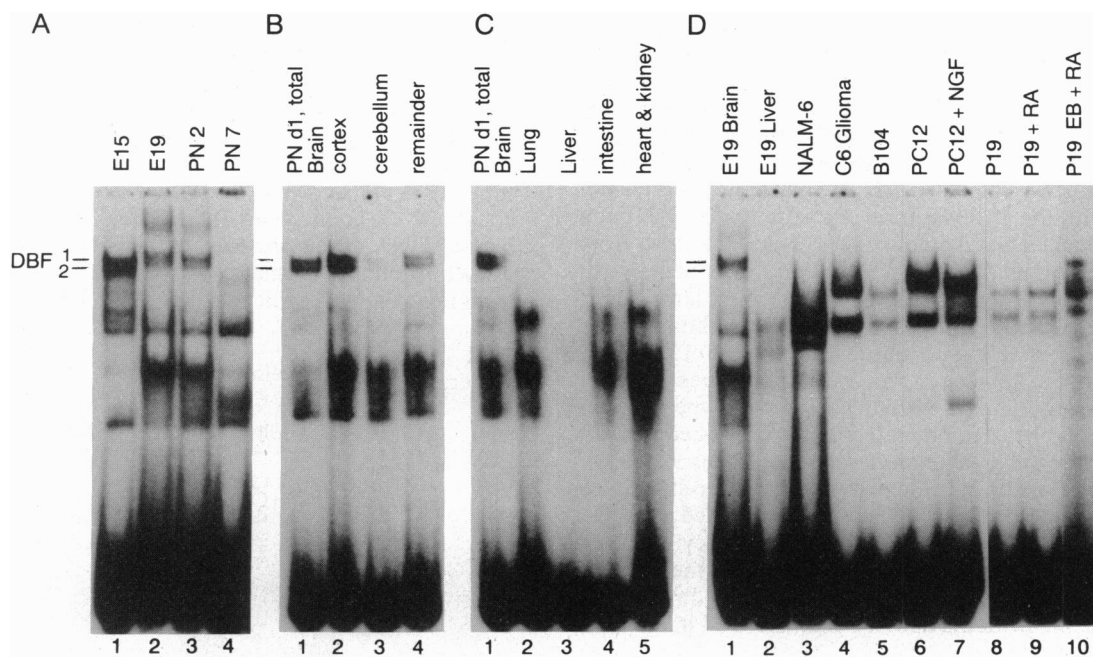 A
B
C
D
E15
E19
PN 2
PN 7
PN d1, total
Brain
cortex
cerebellum
remainder
PN d1, total
Brain
Lung
Liver
intestine
heart & kidney
E19 Brain
E19 Liver
NALM-6
C6 Glioma
B104
PC12
PC12 + NGF
P19
P19 + RA
P19 EB + RA
DBF 1
2
1 2 3 4
1 2 3 4
1 2 3 4 5
1 2 3 4 5 6 7 8 9 10